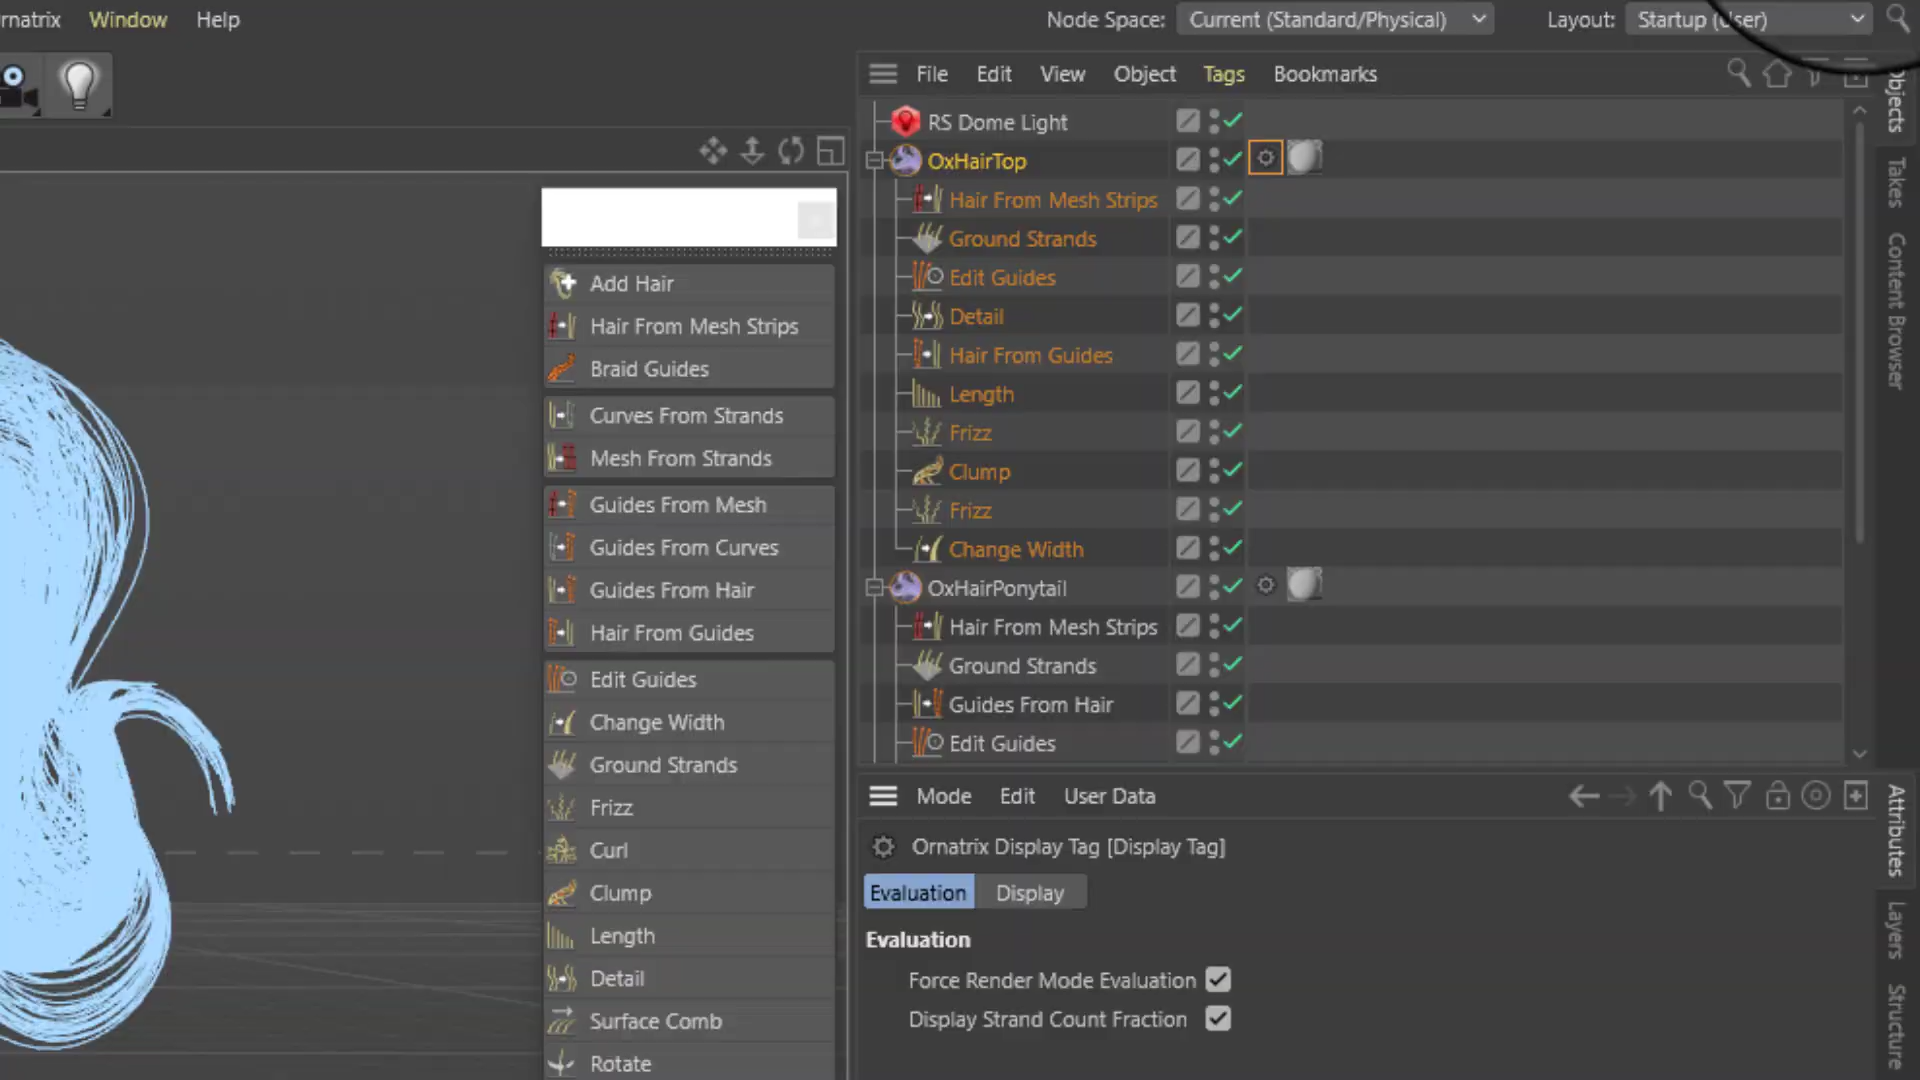 Window Help
Node Space: Current (Standard/Physical) Layout: Startup (User)
File Edit View Object Tags Bookmarks
RS Dome Light
OxHairTop
Hair From Mesh Strips
Ground Strands
Edit Guides
Detail
Hair From Guides
Length
Frizz
Clump
Frizz
Change Width
OxHairPonytail
Hair From Mesh Strips
Ground Strands
Guides From Hair
Edit Guides
Add Hair
Hair From Mesh Strips
Braid Guides
Curves From Strands
Mesh From Strands
Guides From Mesh
Guides From Curves
Guides From Hair
Hair From Guides
Edit Guides
Change Width
Ground Strands
Frizz
Curl
Clump
Length
Detail
Surface Comb
Rotate
Mode Edit User Data
Ornatrix Display Tag [Display Tag]
Evaluation Display
Evaluation
Force Render Mode Evaluation
Display Strand Count Fraction
Objects
Takes
Content Browser
Attributes
Layers
Structure